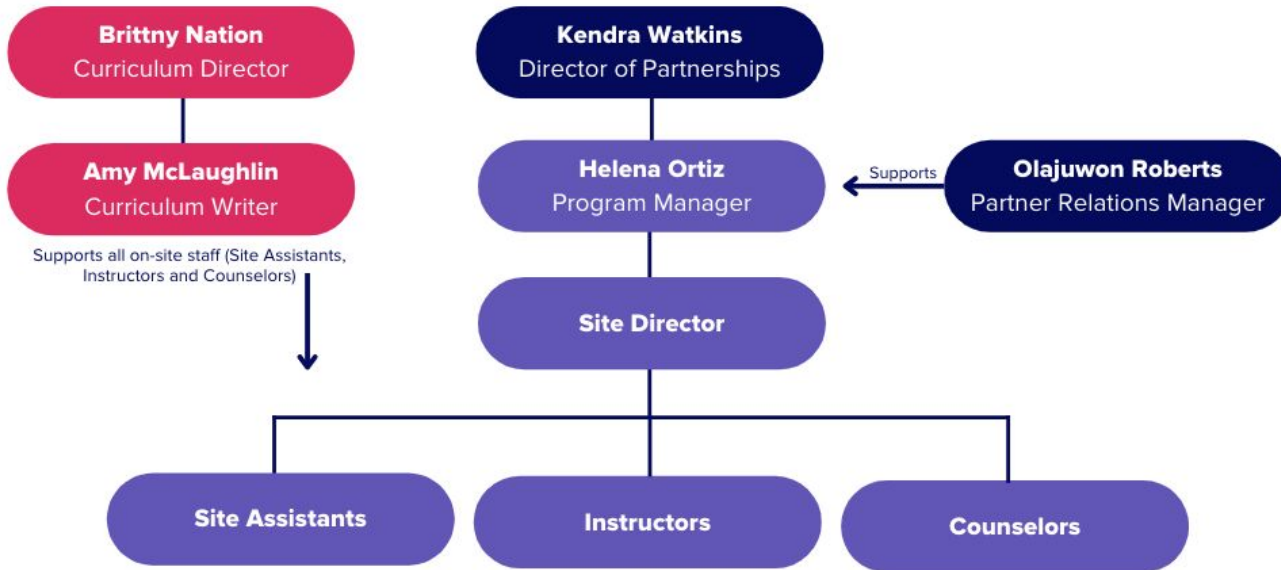 Brittny Nation
Curriculum Director
Kendra Watkins
Director of Partnerships
Amy McLaughlin
Curriculum Writer
Helena Ortiz
Program Manager
Supports
Olajuwon Roberts
Partner Relations Manager
Supports all on-site staff (Site Assistants,
Instructors and Counselors)
Site Director
Site Assistants
Instructors
Counselors